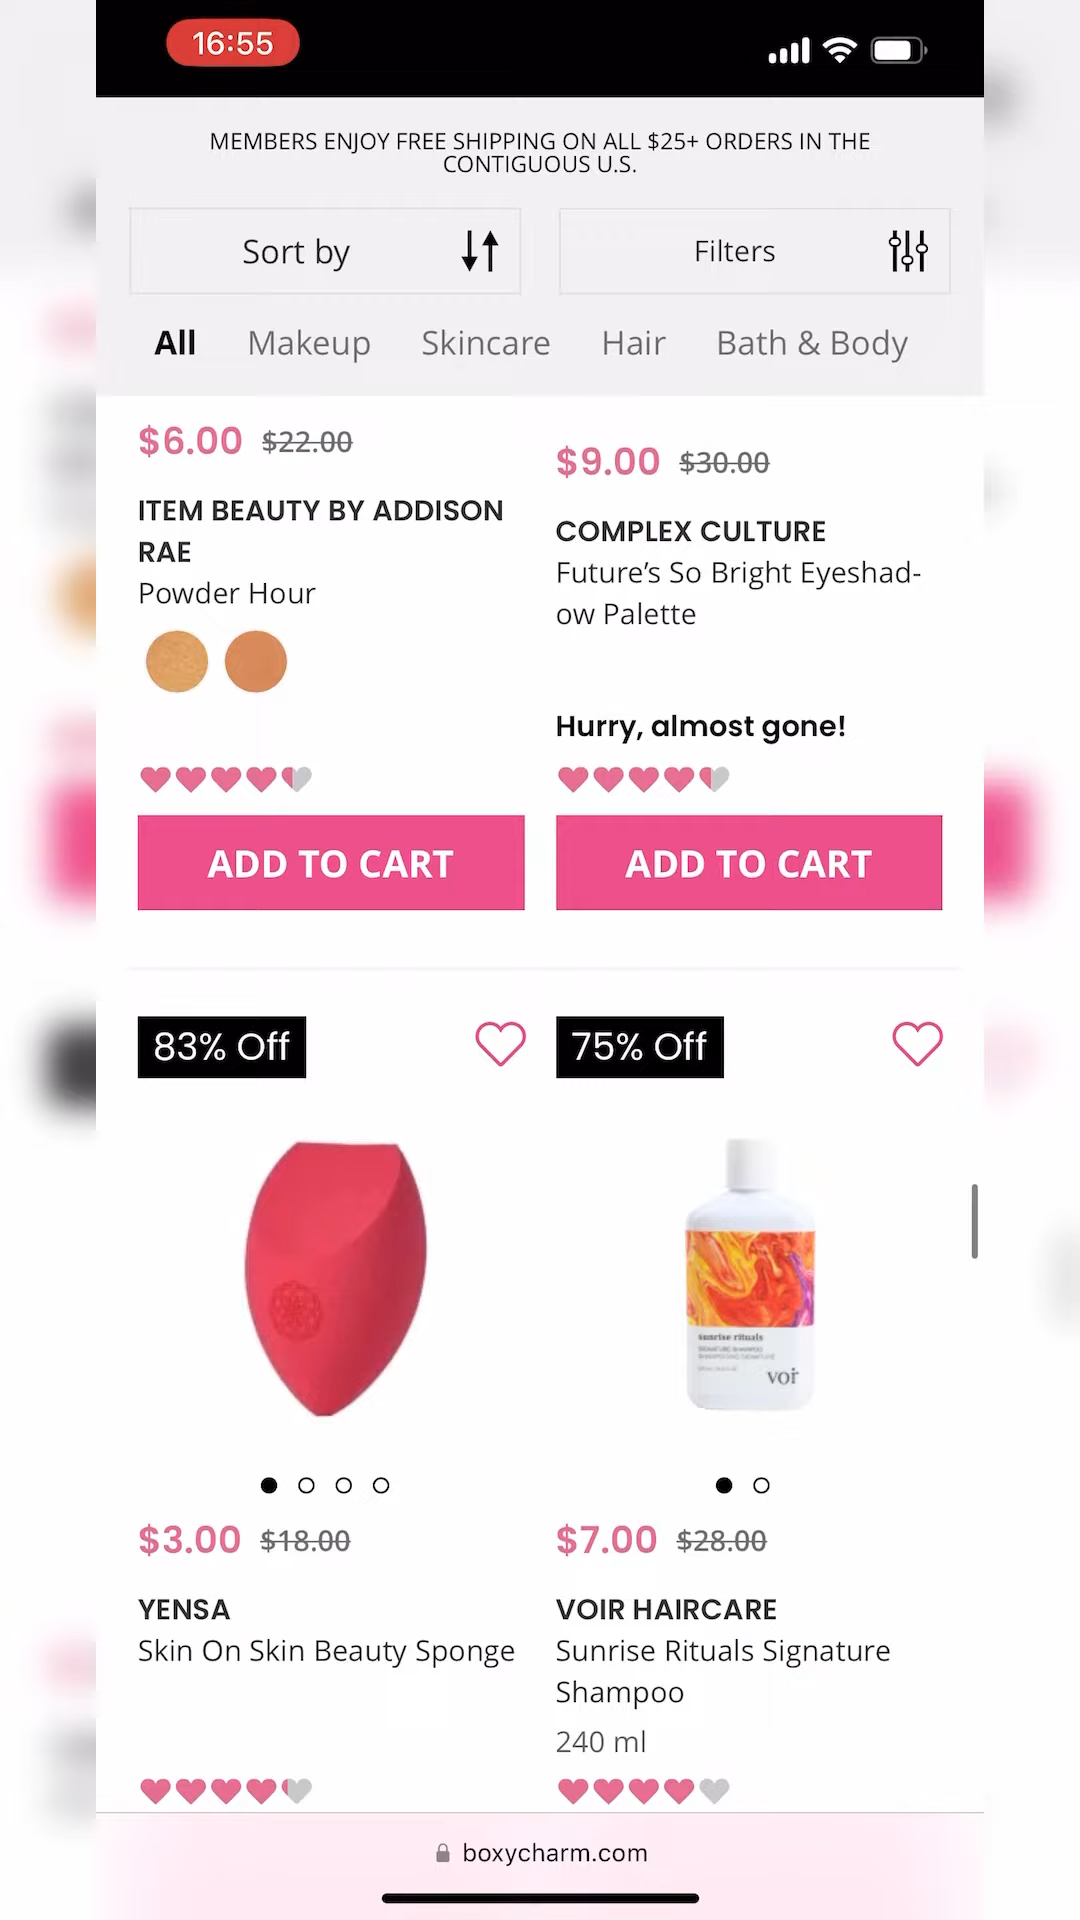 16:55
MEMBERS ENJOY FREE SHIPPING ON ALL $25+ ORDERS IN THE
CONTIGUOUS U.S.
Sort by
Filters
All Makeup Skincare Hair Bath & Body
$6.00 $22.00
ITEM BEAUTY BY ADDISON
RAE
Powder Hour
$9.00 $30.00
COMPLEX CULTURE
Future's So Bright Eyeshad-
ow Palette
Hurry, almost gone!
ADD TO CART
ADD TO CART
83% Off
75% Off
sunrise rituals
SIGNATURE SHAMPOO
voir
$3.00 $18.00
YENSA
Skin On Skin Beauty Sponge
$7.00 $28.00
VOIR HAIRCARE
Sunrise Rituals Signature
Shampoo
240 ml
boxycharm.com